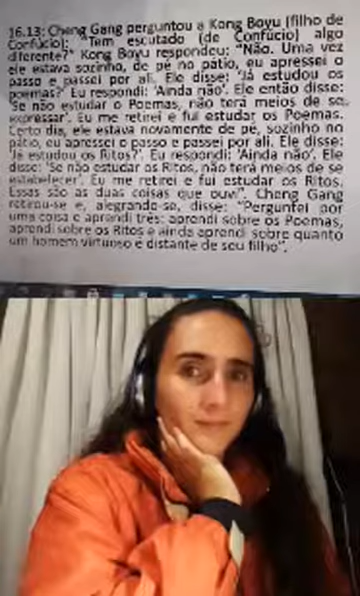 16.13: Cheng Gang perguntou a Kong Boyu (filho de
Confúcio): "Tem escutado (de Confúcio) algo
diferente?" Kong Boyu respondeu: "Não. Uma vez
ele estava sozinho, de pé no pátio, eu apressei o
passo e passei por ali. Ele disse: 'Já estudou os
poemas?' Eu respondi: 'Ainda não'. Ele então disse:
'Se não estudar o Poemas, não terá meios de se
expressar'. Eu me retirei e fui estudar os Poemas.
Certo dia, ele estava novamente de pé, sozinho no
pátio, eu apressei o passo e passei por ali. Ele disse:
'Já estudou os Ritos?'. Eu respondi: 'Ainda não'. Ele
disse: 'Se não estudar os Ritos, não terá meios de se
estabelecer'. Eu me retirei e fui estudar os Ritos.
Essas são as duas coisas que ouvi". Cheng Gang
retirou-se e, alegrando-se, disse: "Perguntei por
uma coisa e aprendi três: aprendi sobre os Poemas,
aprendi sobre os Ritos e ainda aprendi sobre quanto
um homem virtuoso é distante de seu filho".